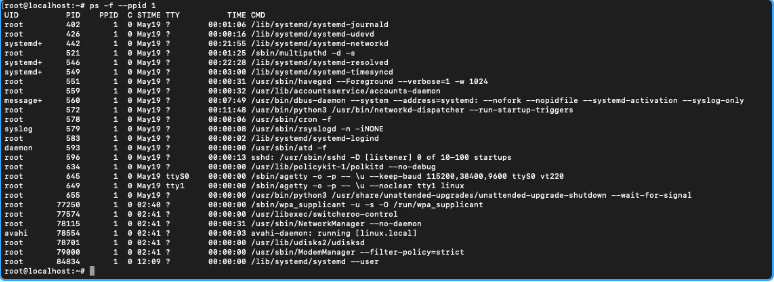 root@localhost:~# ps -f --ppid 1
UID PID PPID C STIME TTY TIME CMD
root 402 1 0 May19 ? 00:01:06 /lib/systemd/systemd-journald
root 426 1 0 May19 ? 00:00:16 /lib/systemd/systemd-udevd
systemd+ 442 1 0 May19 ? 00:21:55 /lib/systemd/systemd-networkd
root 521 1 0 May19 ? 00:01:25 /sbin/multipathd -d -s
systemd+ 546 1 0 May19 ? 00:22:28 /lib/systemd/systemd-resolved
systemd+ 549 1 0 May19 ? 00:03:00 /lib/systemd/systemd-timesyncd
root 551 1 0 May19 ? 00:00:31 /usr/sbin/haveged --Foreground --verbose=1 -w 1024
root 559 1 0 May19 ? 00:00:32 /usr/lib/accountsservice/accounts-daemon
message+ 560 1 0 May19 ? 00:07:49 /usr/bin/dbus-daemon --system --address=systemd: --nofork --nopidfile --systemd-activation --syslog-only
root 572 1 0 May19 ? 00:11:48 /usr/bin/python3 /usr/bin/networkd-dispatcher --run-startup-triggers
root 578 1 0 May19 ? 00:00:06 /usr/sbin/cron -f
syslog 579 1 0 May19 ? 00:00:08 /usr/sbin/rsyslogd -n -iNONE
root 583 1 0 May19 ? 00:00:02 /lib/systemd/systemd-logind
daemon 593 1 0 May19 ? 00:00:00 /usr/sbin/atd -f
root 596 1 0 May19 ? 00:00:13 sshd: /usr/sbin/sshd -D [listener] 0 of 10-100 startups
root 634 1 0 May19 ? 00:00:00 /usr/lib/policykit-1/polkitd --no-debug
root 645 1 0 May19 ttyS0 00:00:00 /sbin/agetty -o -p -- \u --keep-baud 115200,38400,9600 ttyS0 vt220
root 649 1 0 May19 tty1 00:00:00 /sbin/agetty -o -p -- \u --noclear tty1 linux
root 655 1 0 May19 ? 00:00:00 /usr/bin/python3 /usr/share/unattended-upgrades/unattended-upgrade-shutdown --wait-for-signal
root 77250 1 0 02:40 ? 00:00:00 /sbin/wpa_supplicant -u -s -O /run/wpa_supplicant
root 77574 1 0 02:41 ? 00:00:00 /usr/libexec/switcheroo-control
root 78115 1 0 02:41 ? 00:00:31 /usr/sbin/NetworkManager --no-daemon
avahi 78554 1 0 02:41 ? 00:00:03 avahi-daemon: running [linux.local]
root 78701 1 0 02:41 ? 00:00:00 /usr/lib/udisks2/udisksd
root 79000 1 0 02:41 ? 00:00:00 /usr/sbin/ModemManager --filter-policy=strict
root 84834 1 0 12:09 ? 00:00:00 /lib/systemd/systemd --user
root@localhost:~#